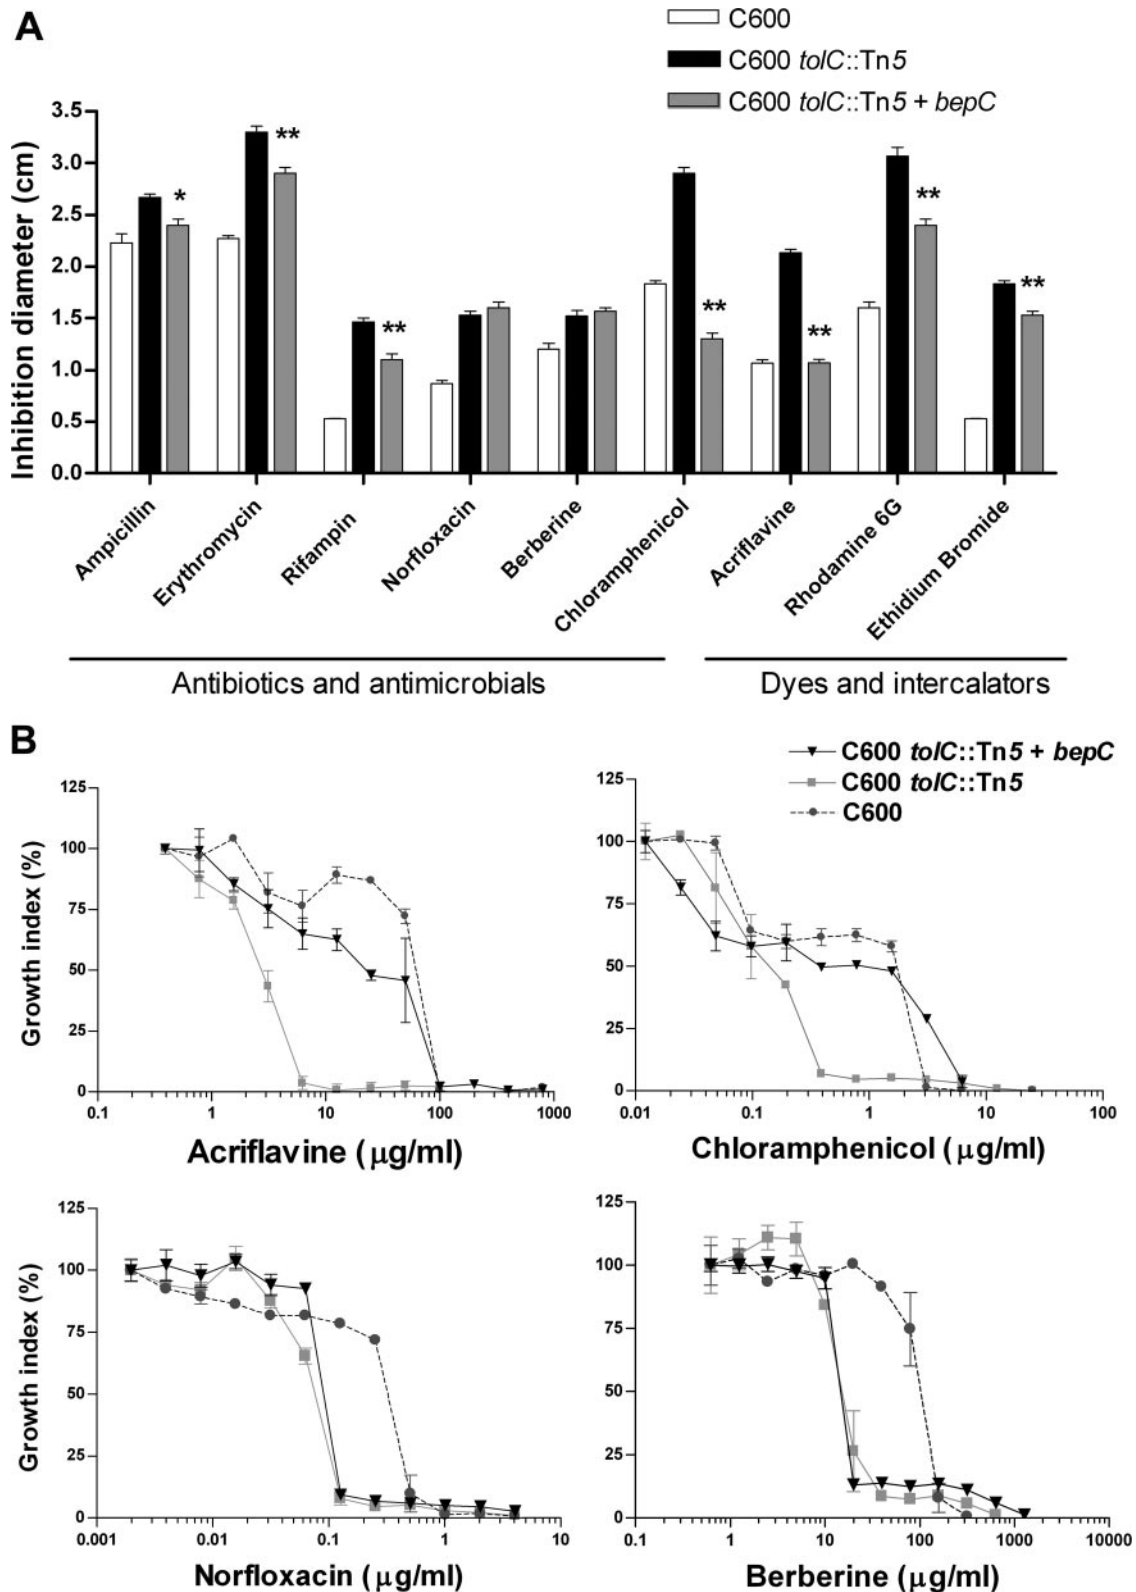 A
C600
C600 tolC::Tn5
C600 tolC::Tn5 + bepC
Inhibition diameter (cm)
3.5
3.0
2.5
2.0
1.5
1.0
0.5
0.0
*
**
**
**
**
**
**
Ampicillin
Erythromycin
Rifampin
Norfloxacin
Berberine
Chloramphenicol
Acriflavine
Rhodamine 6G
Ethidium Bromide
Antibiotics and antimicrobials
Dyes and intercalators
B
C600 tolC::Tn5 + bepC
C600 tolC::Tn5
C600
Growth index (%)
125
100
75
50
25
0
0.1
1
10
100
1000
Acriflavine (μg/ml)
125
100
75
50
25
0
0.01
0.1
1
10
100
Chloramphenicol (μg/ml)
Growth index (%)
125
100
75
50
25
0
0.001
0.01
0.1
1
10
Norfloxacin (μg/ml)
125
100
75
50
25
0
0.1
1
10
100
1000
10000
Berberine (μg/ml)